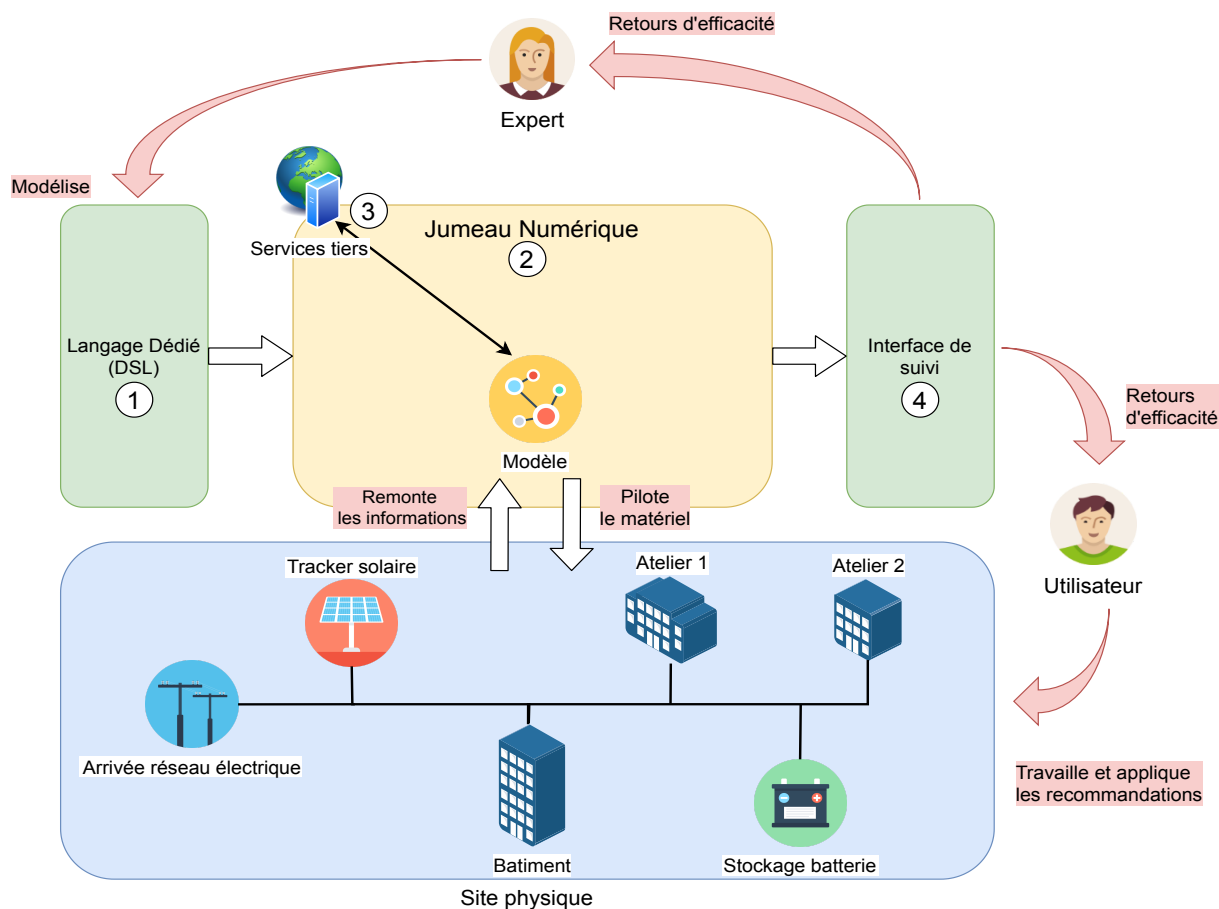 Retours d'efficacité
Expert
Modélise
3
Services tiers
Jumeau Numérique
2
Langage Dédié
(DSL)
1
Interface de
suivi
4
Retours
d'efficacité
Modèle
Remonte
les informations
Pilote
le matériel
Utilisateur
Tracker solaire
Atelier 1
Atelier 2
Arrivée réseau électrique
Travaille et applique
les recommandations
Batiment
Stockage batterie
Site physique